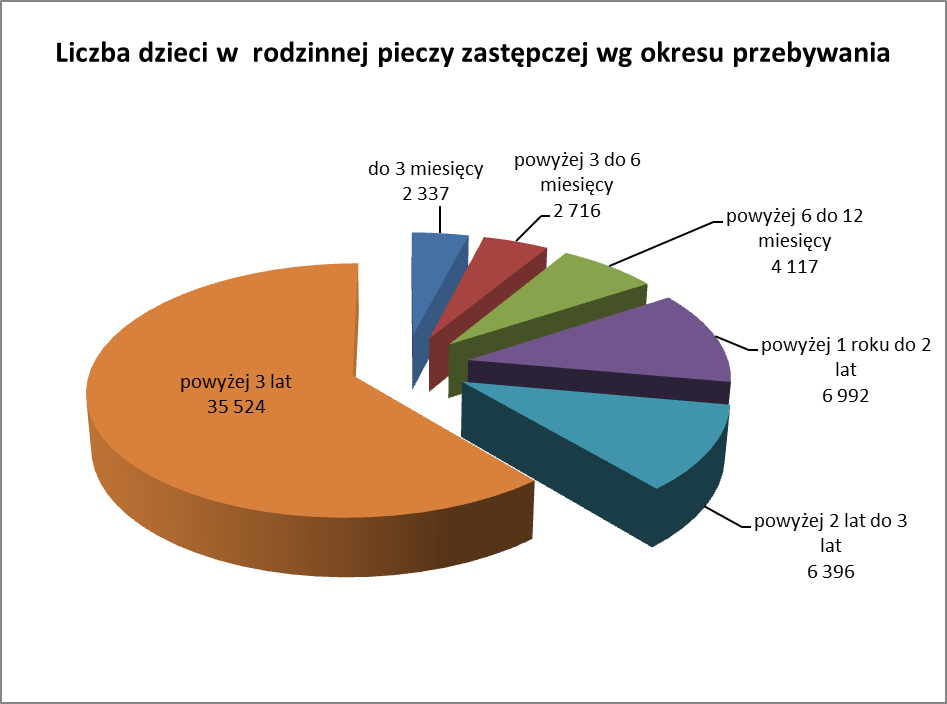 Liczba dzieci w  rodzinnej pieczy zastępczej wg okresu przebywania
do 3 miesięcy
2 337
powyżej 3 do 6
miesięcy
2 716
powyżej 6 do 12
miesięcy
4 117
powyżej 1 roku do 2
lat
6 992
powyżej 2 lat do 3
lat
6 396
powyżej 3 lat
35 524